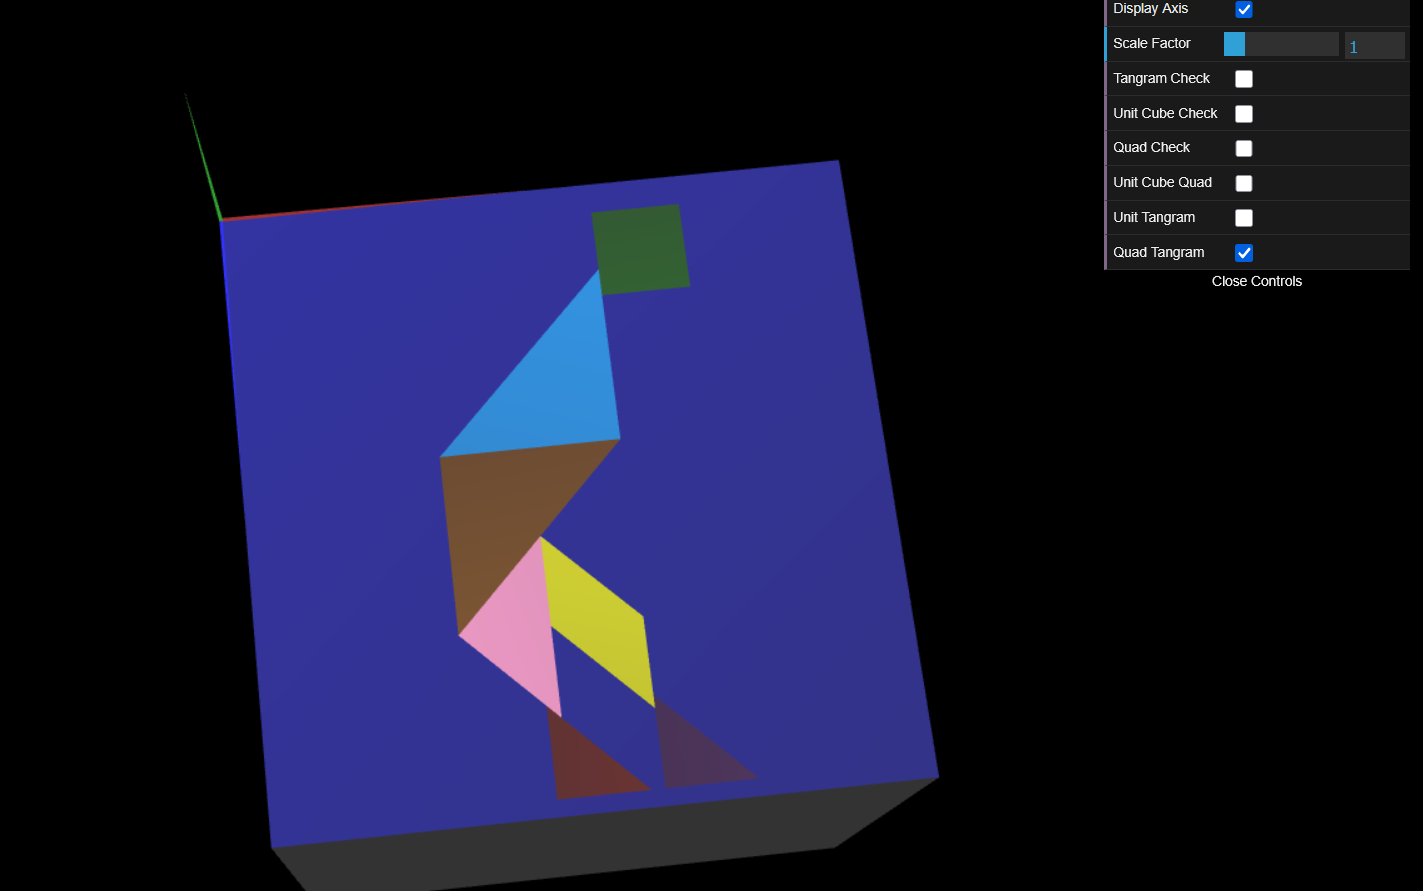 Display Axis
Scale Factor 1
Tangram Check
Unit Cube Check
Quad Check
Unit Cube Quad
Unit Tangram
Quad Tangram
Close Controls